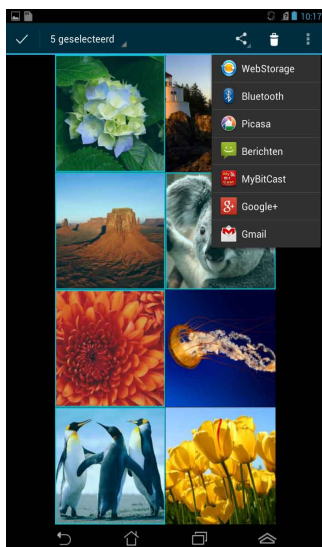 10:17
5 geselecteerd
WebStorage
Bluetooth
Picasa
Berichten
MyBitCast
Google+
Gmail